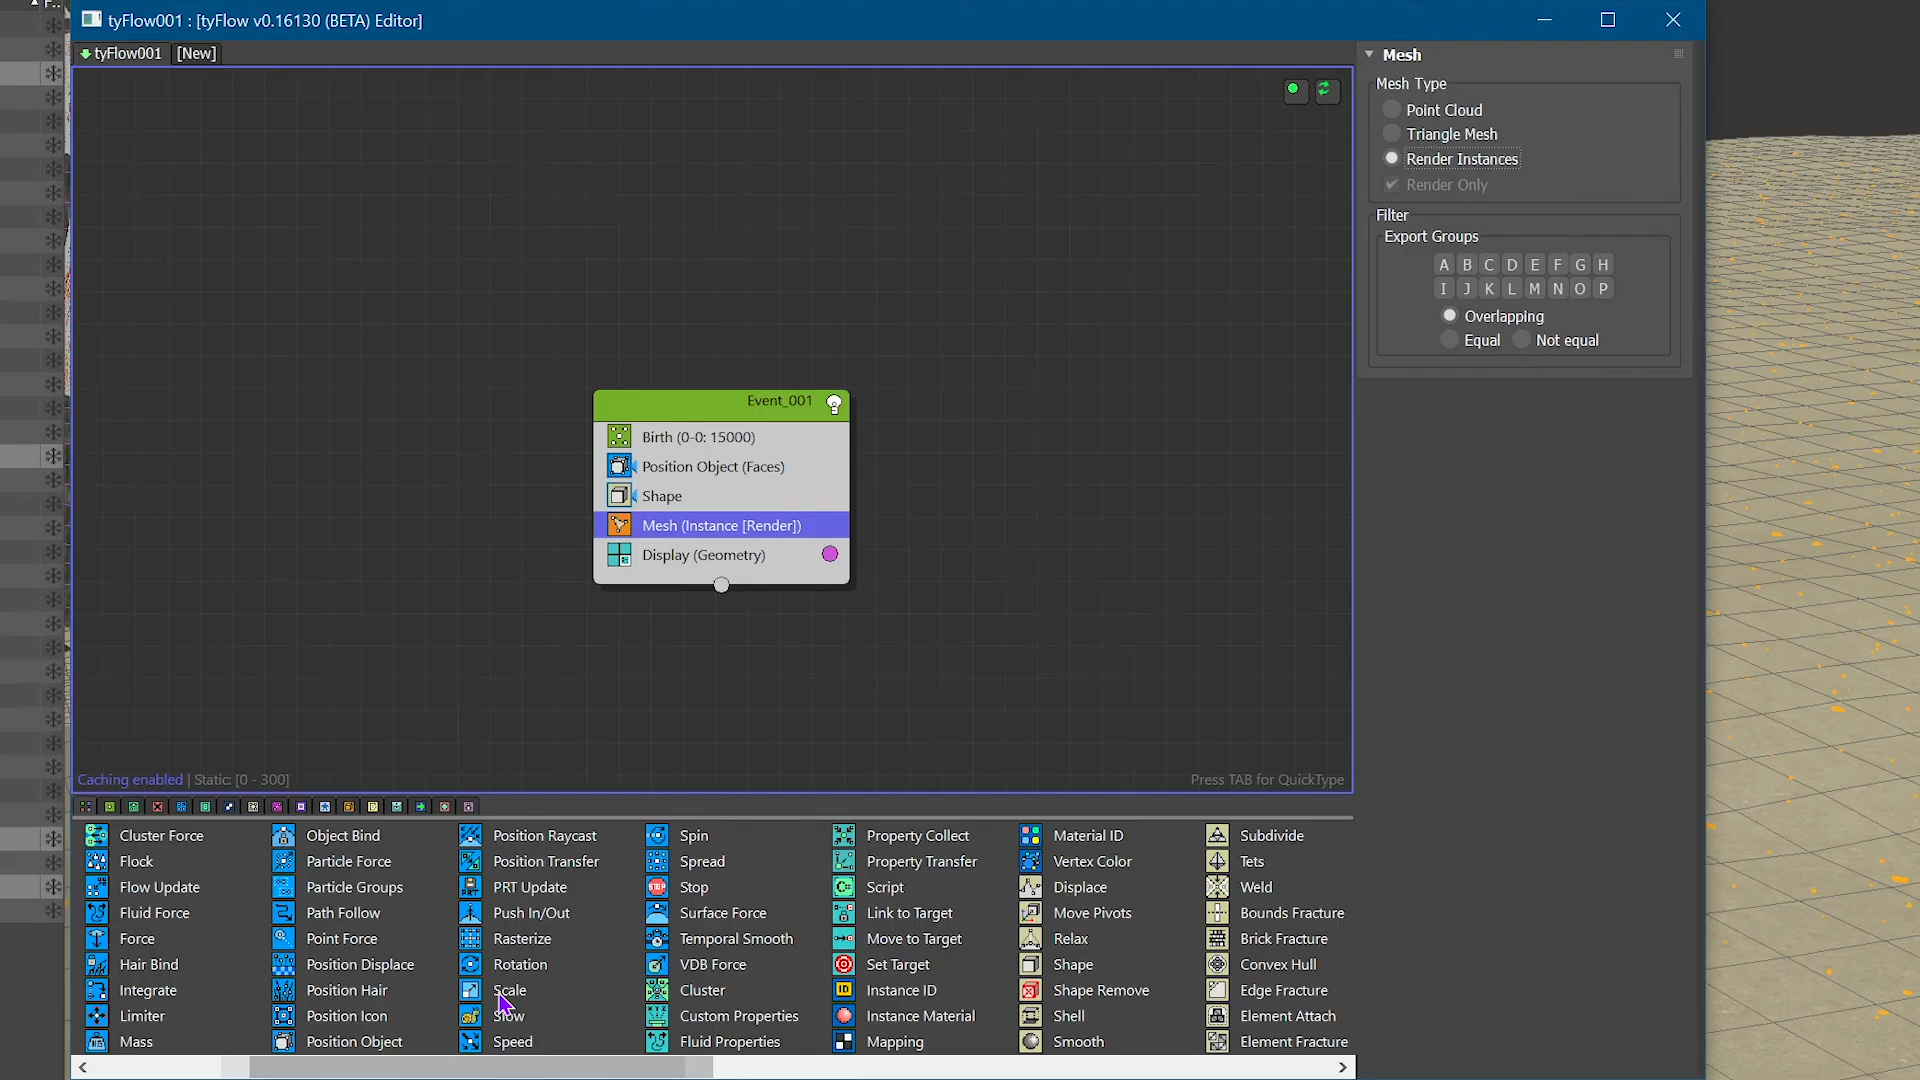 F..
tyFlow001 : [tyFlow v0.16130 (BETA) Editor]
tyFlow001 [New]
Mesh
Mesh Type
Point Cloud
Triangle Mesh
Render Instances
Render Only
Filter
Export Groups
A B C D E F G H
I J K L M N O P
Overlapping
Equal Not equal
Event_001
Birth (0-0: 15000)
Position Object (Faces)
Shape
Mesh (Instance [Render])
Display (Geometry)
Caching enabled | Static: [0 - 300] Press TAB for QuickType
Cluster Force Object Bind Position Raycast Spin Property Collect Material ID Subdivide
Flock Particle Force Position Transfer Spread Property Transfer Vertex Color Tets
Flow Update Particle Groups PRT Update STOP Stop C# Script Displace Weld
Fluid Force Path Follow Push In/Out Surface Force Link to Target Move Pivots Bounds Fracture
Force Point Force Rasterize Temporal Smooth Move to Target Relax Brick Fracture
Hair Bind Position Displace Rotation VDB Force Set Target Shape Convex Hull
Integrate Position Hair Scale Cluster ID Instance ID Shape Remove Edge Fracture
Limiter Position Icon Slow Custom Properties Instance Material Shell Element Attach
Mass Position Object Speed Fluid Properties Mapping Smooth Element Fracture